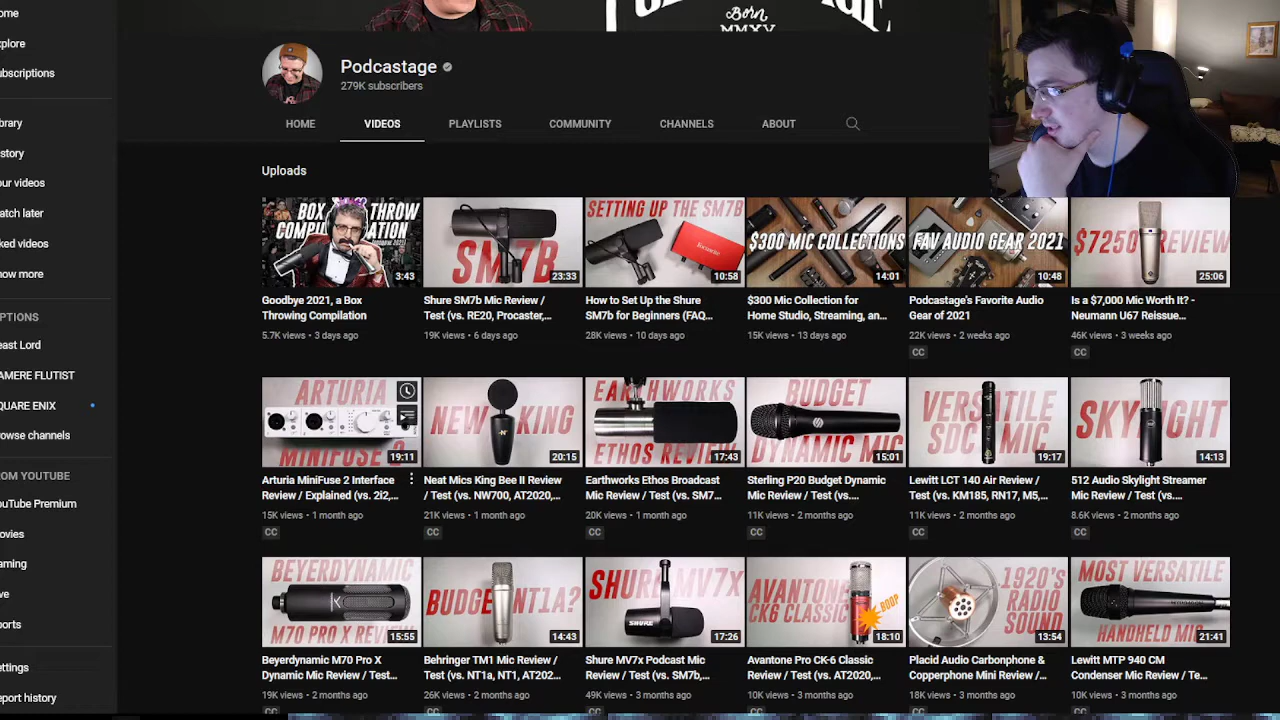 ome
Born
MMXV
xplore
Podcastage
279K subscribers
ubscriptions
brary
HOME
VIDEOS
PLAYLISTS
COMMUNITY
CHANNELS
ABOUT
story
Uploads
our videos
atch later
ked videos
how more
PTIONS
east Lord
AMERE FLUTIST
QUARE ENIX
rowse channels
OM YOUTUBE
ouTube Premium
ovies
aming
ve
orts
ettings
eport history
BOX THROW
COMPILATION
3:43
SM7B
23:33
SETTING UP THE SM7B
10:58
$300 MIC COLLECTIONS
14:01
FAV AUDIO GEAR 2021
10:48
$7250 REVIEW
25:06
Goodbye 2021, a Box
Throwing Compilation
5.7K views • 3 days ago
Shure SM7b Mic Review /
Test (vs. RE20, Procaster,...
19K views • 6 days ago
How to Set Up the Shure
SM7b for Beginners (FAQ...
28K views • 10 days ago
$300 Mic Collection for
Home Studio, Streaming, an...
15K views • 13 days ago
Podcastage's Favorite Audio
Gear of 2021
22K views • 2 weeks ago
CC
Is a $7,000 Mic Worth It? -
Neumann U67 Reissue...
46K views • 3 weeks ago
CC
ARTURIA
MINIFUSE 2
19:11
NEW KING
20:15
EARTHWORKS
ETHOS REVIEW
17:43
BUDGET
DYNAMIC MIC
15:01
VERSATILE
SDC MIC
19:17
SKYLIGHT
14:13
Arturia MiniFuse 2 Interface
Review / Explained (vs. 2i2,...
15K views • 1 month ago
CC
Neat Mics King Bee II Review
/ Test (vs. NW700, AT2020,...
21K views • 1 month ago
CC
Earthworks Ethos Broadcast
Mic Review / Test (vs. SM7...
20K views • 1 month ago
CC
Sterling P20 Budget Dynamic
Mic Review / Test (vs....
11K views • 2 months ago
CC
Lewitt LCT 140 Air Review /
Test (vs. KM185, RN17, M5,...
11K views • 2 months ago
CC
512 Audio Skylight Streamer
Mic Review / Test (vs....
8.6K views • 2 months ago
CC
BEYERDYNAMIC
M70 PRO X REVIEW
15:55
BUDGET NT1A?
14:43
SHURE MV7X
SHURE
17:26
AVANTONE
CK6 CLASSIC
BOOP
18:10
1920'S
RADIO
SOUND
13:54
MOST VERSATILE
HANDHELD MIC
21:41
Beyerdynamic M70 Pro X
Dynamic Mic Review / Test...
19K views • 2 months ago
CC
Behringer TM1 Mic Review /
Test (vs. NT1a, NT1, AT202...
26K views • 2 months ago
CC
Shure MV7x Podcast Mic
Review / Test (vs. SM7b,...
49K views • 3 months ago
CC
Avantone Pro CK-6 Classic
Review / Test (vs. AT2020,...
10K views • 3 months ago
CC
Placid Audio Carbonphone &
Copperphone Mini Review /...
18K views • 3 months ago
CC
Lewitt MTP 940 CM
Condenser Mic Review / Te...
10K views • 3 months ago
CC